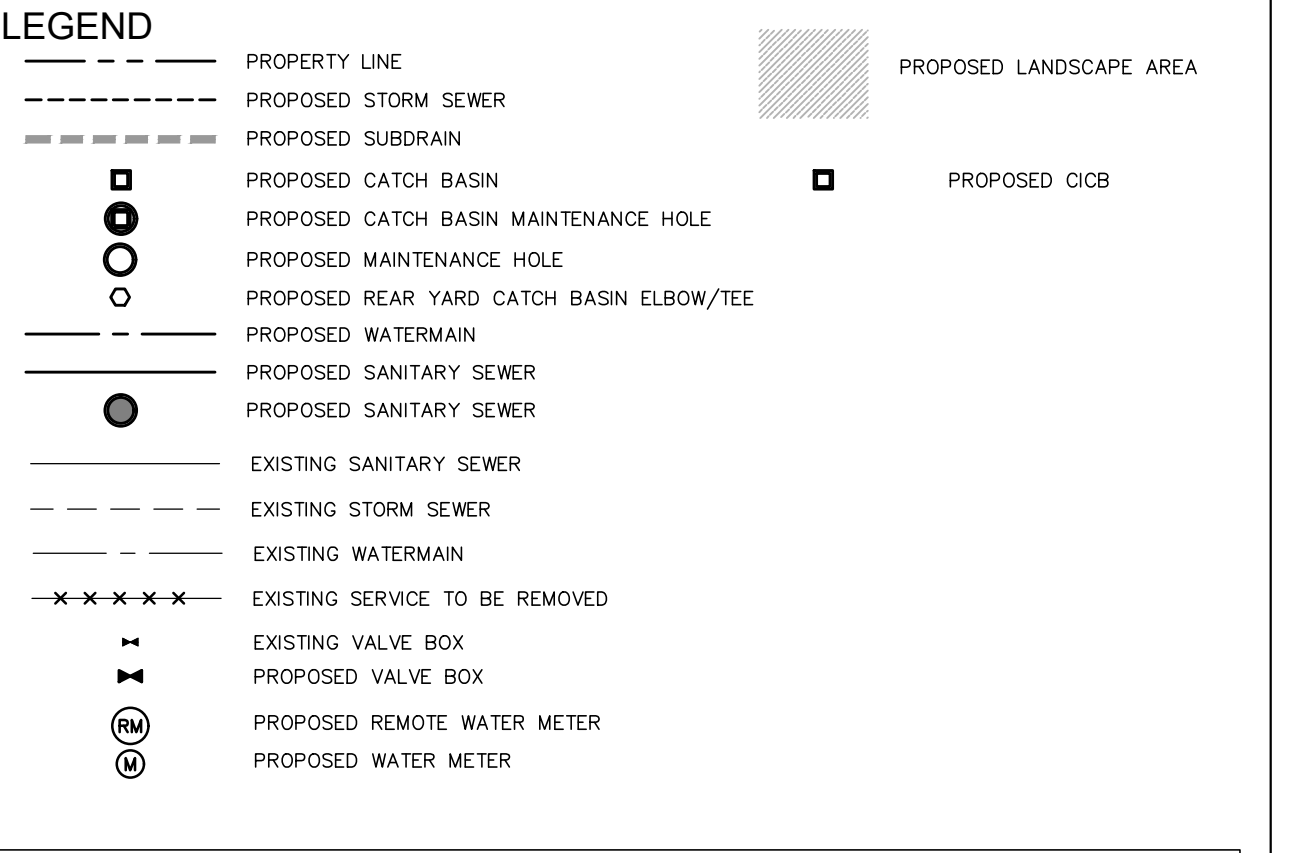 LEGEND
PROPERTY LINE
PROPOSED STORM SEWER
PROPOSED SUBDRAIN
PROPOSED CATCH BASIN
PROPOSED CATCH BASIN MAINTENANCE HOLE
PROPOSED MAINTENANCE HOLE
PROPOSED REAR YARD CATCH BASIN ELBOW/TEE
PROPOSED WATERMAIN
PROPOSED SANITARY SEWER
PROPOSED SANITARY SEWER
EXISTING SANITARY SEWER
EXISTING STORM SEWER
EXISTING WATERMAIN
EXISTING SERVICE TO BE REMOVED
EXISTING VALVE BOX
PROPOSED VALVE BOX
RM PROPOSED REMOTE WATER METER
M PROPOSED WATER METER
PROPOSED LANDSCAPE AREA
PROPOSED CICB